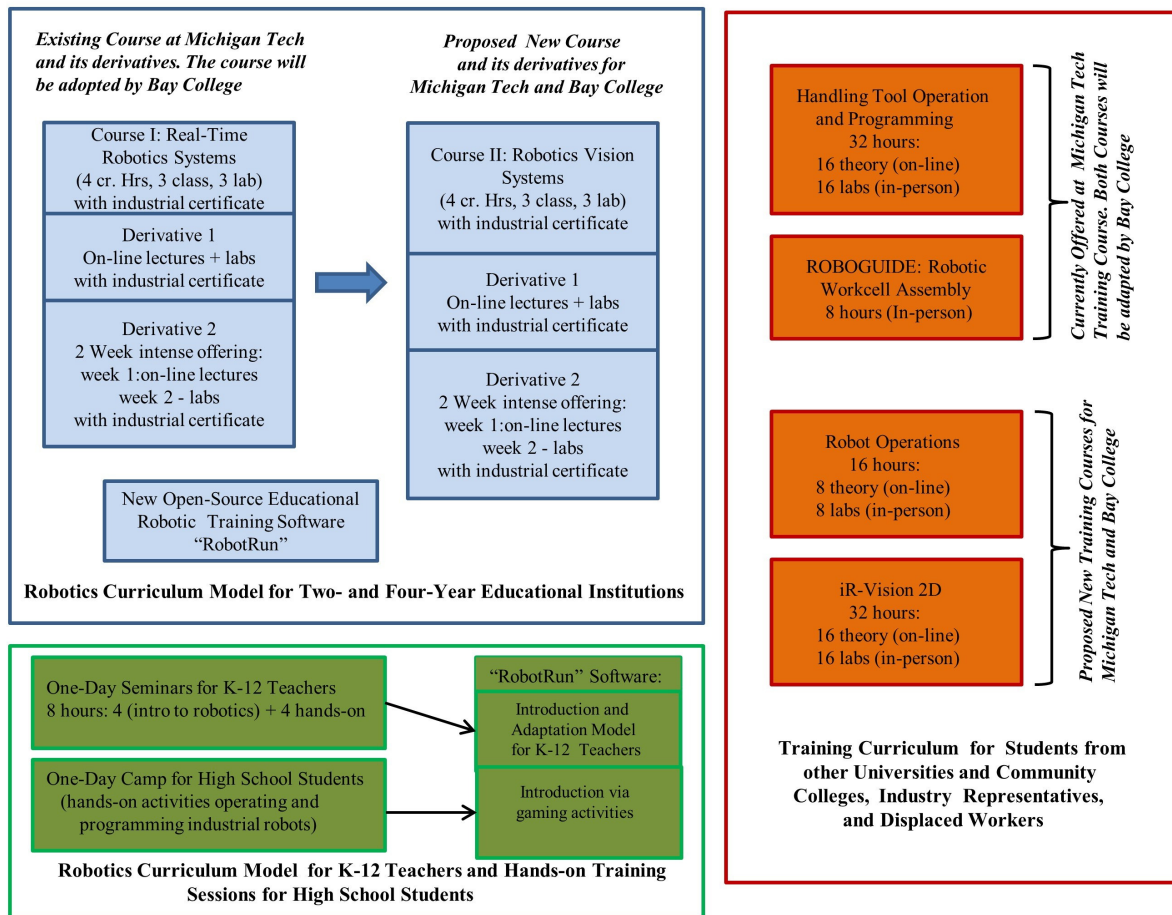 Existing Course at Michigan Tech
and its derivatives. The course will
be adopted by Bay College
Course I: Real-Time
Robotics Systems
(4 cr. Hrs, 3 class, 3 lab)
with industrial certificate
Derivative 1
On-line lectures + labs
with industrial certificate
Derivative 2
2 Week intense offering:
week 1:on-line lectures
week 2 - labs
with industrial certificate
Proposed New Course
and its derivatives for
Michigan Tech and Bay College
Course II: Robotics Vision
Systems
(4 cr. Hrs, 3 class, 3 lab)
with industrial certificate
Derivative 1
On-line lectures + labs
with industrial certificate
Derivative 2
2 Week intense offering:
week 1:on-line lectures
week 2 - labs
with industrial certificate
New Open-Source Educational
Robotic Training Software
“RobotRun”
Robotics Curriculum Model for Two- and Four-Year Educational Institutions
One-Day Seminars for K-12 Teachers
8 hours: 4 (intro to robotics) + 4 hands-on
One-Day Camp for High School Students
(hands-on activities operating and
programming industrial robots)
“RobotRun” Software:
Introduction and
Adaptation Model
for K-12 Teachers
Introduction via
gaming activities
Robotics Curriculum Model for K-12 Teachers and Hands-on Training
Sessions for High School Students
Handling Tool Operation
and Programming
32 hours:
16 theory (on-line)
16 labs (in-person)
ROBOGUIDE: Robotic
Workcell Assembly
8 hours (In-person)
Currently Offered at Michigan Tech
Training Course. Both Courses will
be adapted by Bay College
Robot Operations
16 hours:
8 theory (on-line)
8 labs (in-person)
iR-Vision 2D
32 hours:
16 theory (on-line)
16 labs (in-person)
Proposed New Training Courses for
Michigan Tech and Bay College
Training Curriculum for Students from
other Universities and Community
Colleges, Industry Representatives,
and Displaced Workers